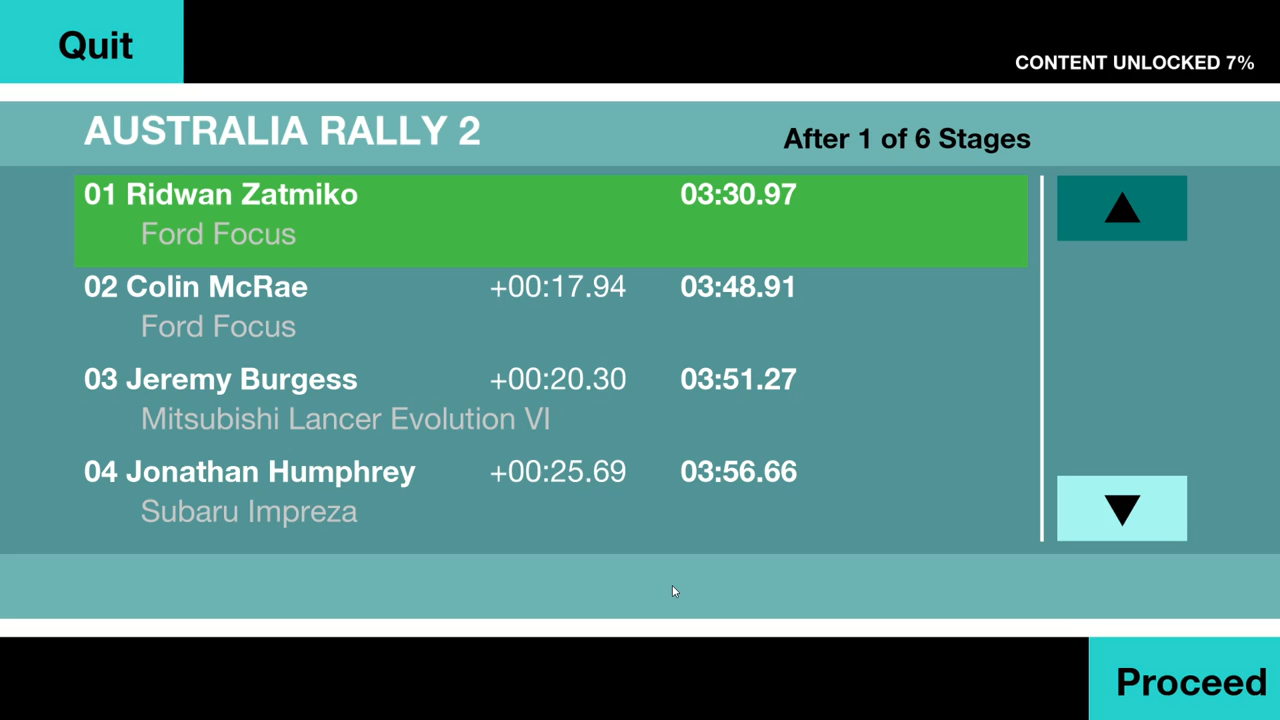 Quit
CONTENT UNLOCKED 7%
AUSTRALIA RALLY 2
After 1 of 6 Stages
01 Ridwan Zatmiko 03:30.97
Ford Focus
02 Colin McRae +00:17.94 03:48.91
Ford Focus
03 Jeremy Burgess +00:20.30 03:51.27
Mitsubishi Lancer Evolution VI
04 Jonathan Humphrey +00:25.69 03:56.66
Subaru Impreza
Proceed